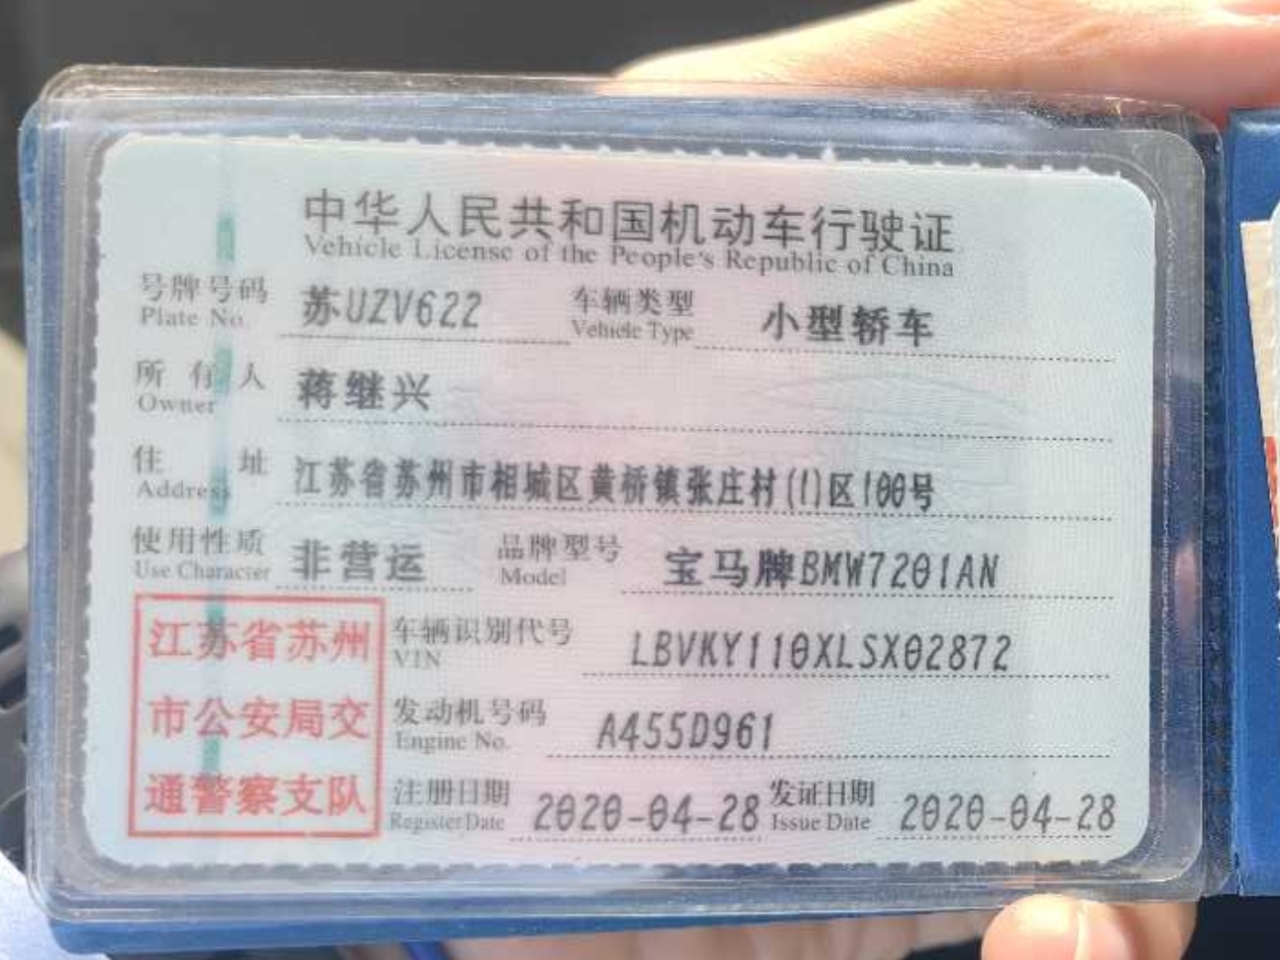 中华人民共和国机动车行驶证
Vehicle License of the People's Republic of China
号牌号码 苏UZV622 车辆类型 小型轿车
Plate No. Vehicle Type
所有人 蒋继兴
Owner
住址 江苏省苏州市相城区黄桥镇张庄村(1)区100号
Address
使用性质 非营运 品牌型号 宝马牌BMW7201AN
Use Character Model
江苏省苏州
市公安局交
通警察支队
车辆识别代号 LBVKY110XLSX02872
VIN
发动机号码 A455D961
Engine No.
注册日期 2020-04-28 发证日期 2020-04-28
Register Date Issue Date